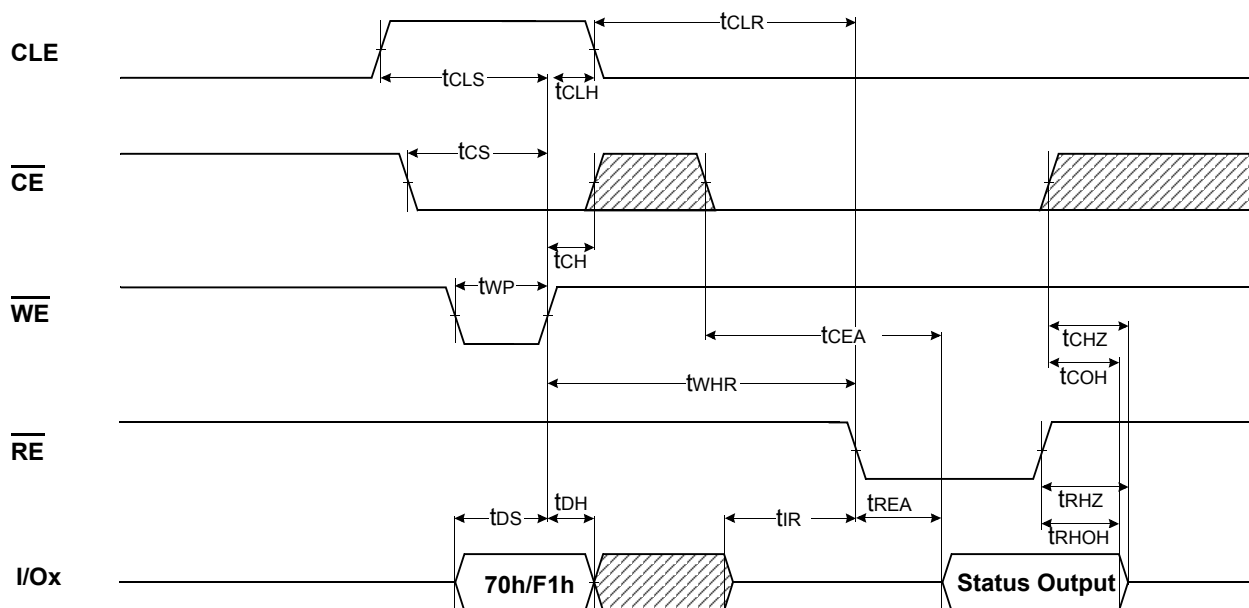 tCLR
CLE
tCLS
tCLH
tCS
CE
tCH
tWP
WE
tCEA
tCHZ
tCOH
tWHR
RE
tDS
tDH
tIR
tREA
tRHZ
tRHOH
I/Ox
70h/F1h
Status Output